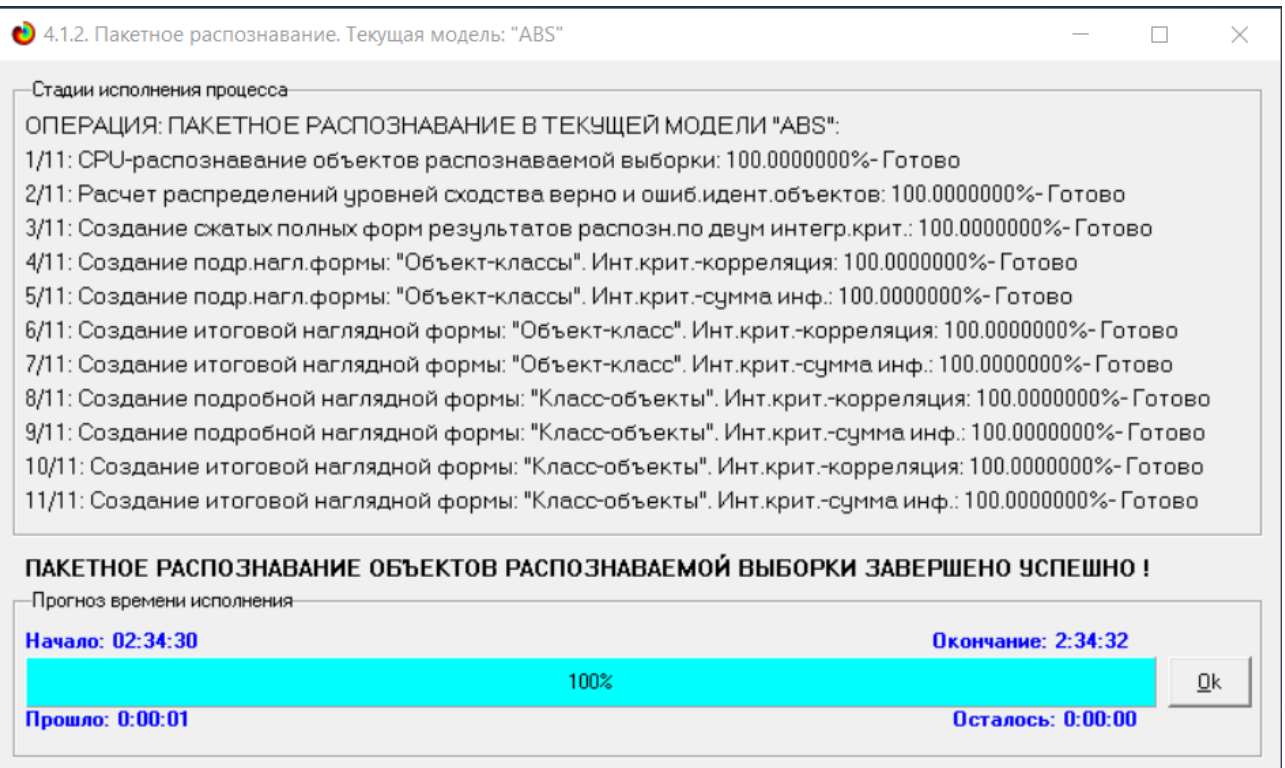 4.1.2. Пакетное распознавание. Текущая модель: "ABS"
Стадии исполнения процесса
ОПЕРАЦИЯ: ПАКЕТНОЕ РАСПОЗНАВАНИЕ В ТЕКУЩЕЙ МОДЕЛИ "ABS":
1/11: CPU-распознавание объектов распознаваемой выборки: 100.0000000%- Готово
2/11: Расчет распределений уровней сходства верно и ошиб.идент.объектов: 100.0000000%- Готово
3/11: Создание сжатых полных форм результатов распозн.по двум интегр.крит.: 100.0000000%- Готово
4/11: Создание подр.нагл.формы: "Объект-классы". Инт.крит.-корреляция: 100.0000000%- Готово
5/11: Создание подр.нагл.формы: "Объект-классы". Инт.крит.-сумма инф.: 100.0000000%- Готово
6/11: Создание итоговой наглядной формы: "Объект-класс". Инт.крит.-корреляция: 100.0000000%- Готово
7/11: Создание итоговой наглядной формы: "Объект-класс". Инт.крит.-сумма инф.: 100.0000000%- Готово
8/11: Создание подробной наглядной формы: "Класс-объекты". Инт.крит.-корреляция: 100.0000000%- Готово
9/11: Создание подробной наглядной формы: "Класс-объекты". Инт.крит.-сумма инф.: 100.0000000%- Готово
10/11: Создание итоговой наглядной формы: "Класс-объекты". Инт.крит.-корреляция: 100.0000000%- Готово
11/11: Создание итоговой наглядной формы: "Класс-объекты". Инт.крит.-сумма инф.: 100.0000000%- Готово
ПАКЕТНОЕ РАСПОЗНАВАНИЕ ОБЪЕКТОВ РАСПОЗНАВАЕМОЙ ВЫБОРКИ ЗАВЕРШЕНО УСПЕШНО !
Прогноз времени исполнения
Начало: 02:34:30 Окончание: 2:34:32
100% Ok
Прошло: 0:00:01 Осталось: 0:00:00